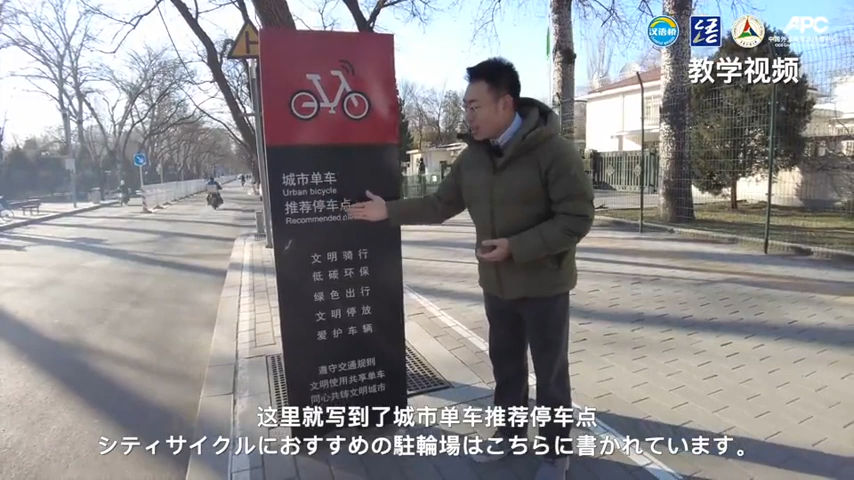 汉语桥
APC
教学视频
城市单车
Urban bicycle
推荐停车点
文明骑行
低碳环保
绿色出行
文明停放
爱护车辆
遵守交通规则
文明使用共享单车
同心共铸文明城市
这里就写到了城市单车推荐停车点
シティサイクルにおすすめの駐輪場はこちらに書かれています。